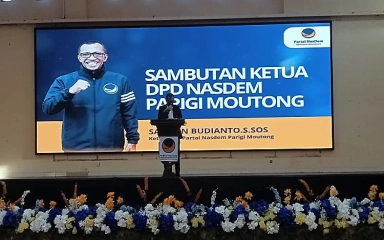 Partai NasDem
SAMBUTAN KETUA
DPD NASDEM
PARIGI MOUTONG
BUDIANTO.S.SOS
Partai Nasdem Parigi Moutong